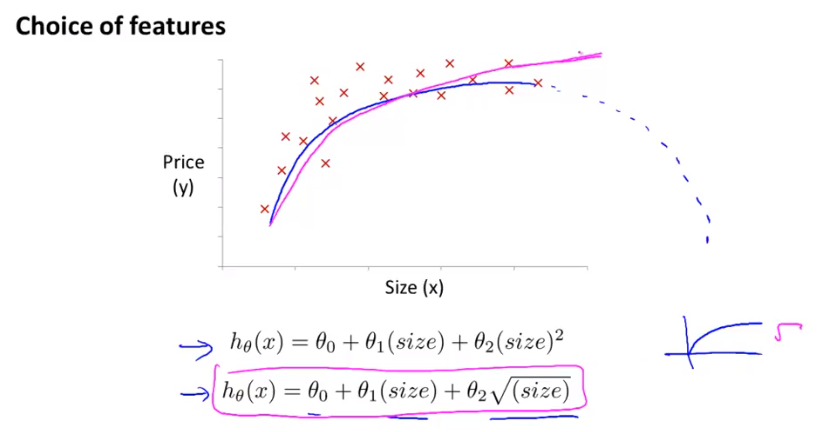 Choice of features
Price
(y)
Size (x)
hθ(x) = θ0 + θ1(size) + θ2(size)²
hθ(x) = θ0 + θ1(size) + θ2√(size)
√